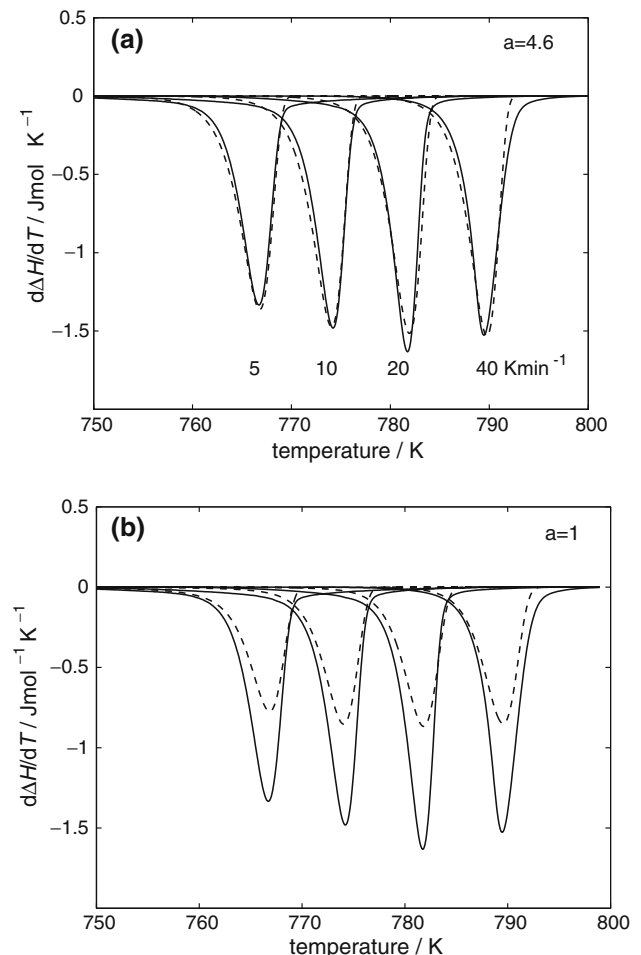 0.5
(a)
a=4.6
0
−0.5
−1
−1.5
dΔH/dT / Jmol K⁻¹
5 10 20 40 Kmin⁻¹
750 760 770 780 790 800
temperature / K
0.5
(b)
a=1
0
−0.5
−1
−1.5
dΔH/dT / Jmol⁻¹K⁻¹
750 760 770 780 790 800
temperature / K